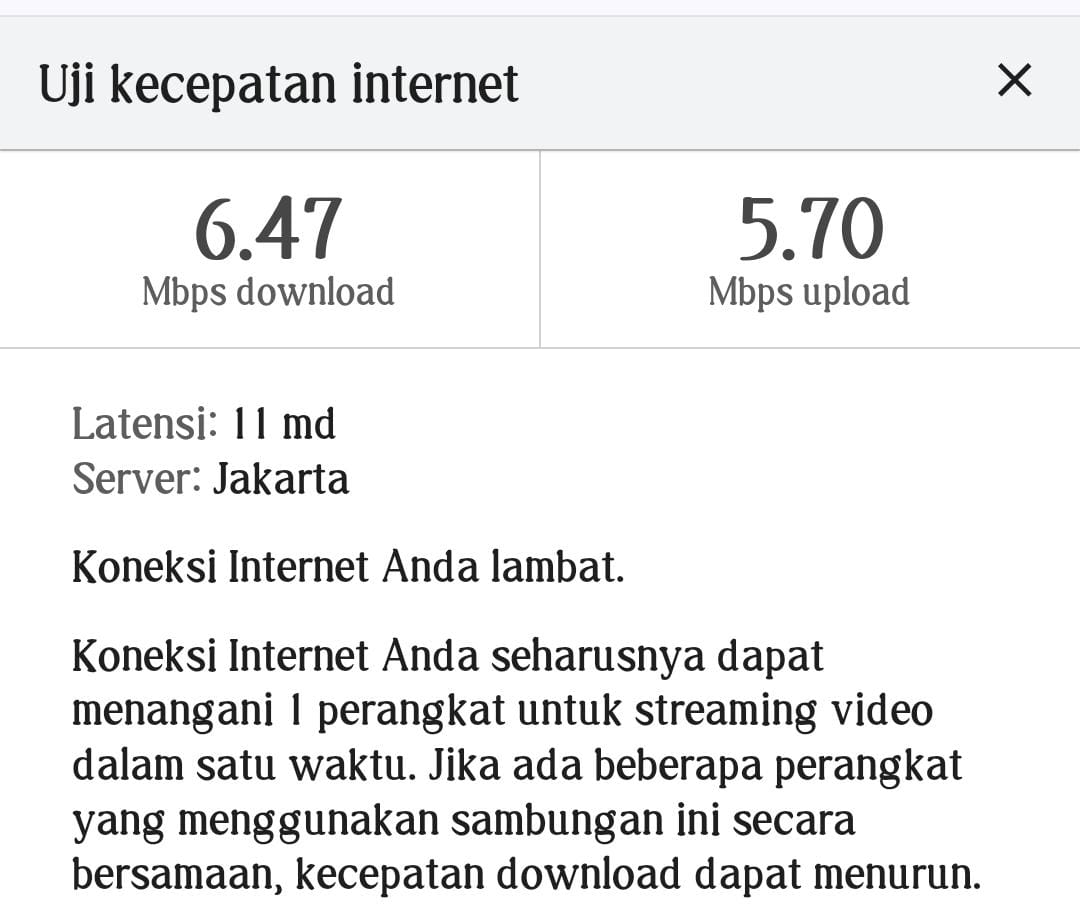 Uji kecepatan internet
6.47
Mbps download
5.70
Mbps upload
Latensi: 11 md
Server: Jakarta
Koneksi Internet Anda lambat.
Koneksi Internet Anda seharusnya dapat
menangani 1 perangkat untuk streaming video
dalam satu waktu. Jika ada beberapa perangkat
yang menggunakan sambungan ini secara
bersamaan, kecepatan download dapat menurun.